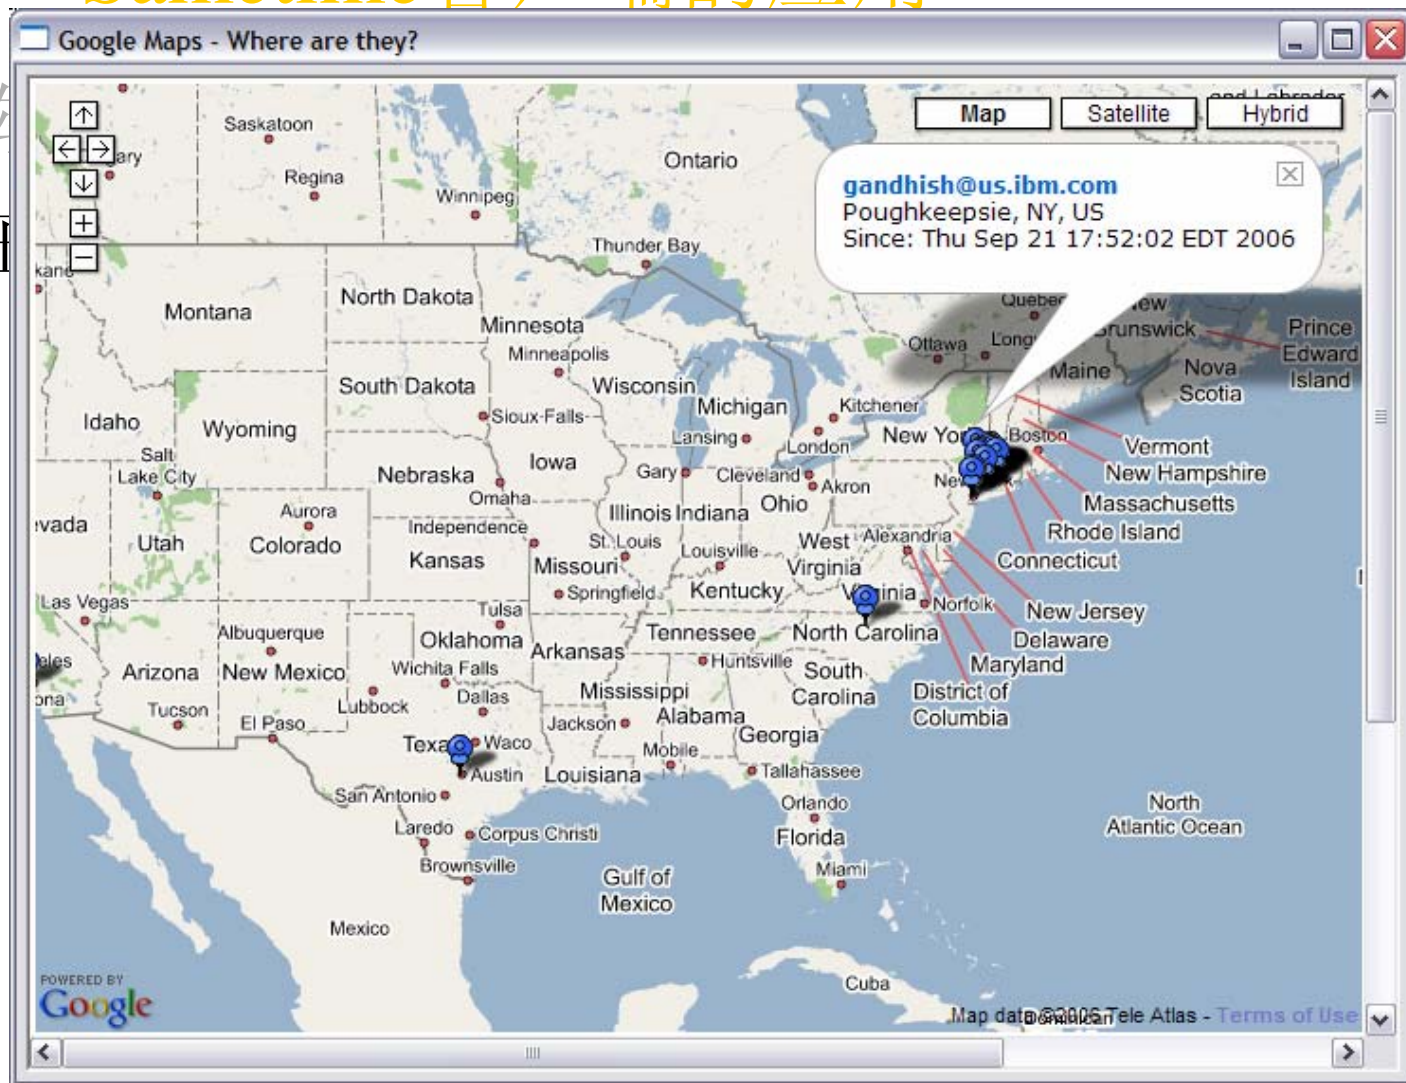 Sametime
Google Maps - Where are they?
Map
Satellite
Hybrid
gandhish@us.ibm.com
Poughkeepsie, NY, US
Since: Thu Sep 21 17:52:02 EDT 2006
Saskatoon
Regina
Winnipeg
Ontario
Thunder Bay
Montana
North Dakota
Minnesota
Minneapolis
Ottawa
Maine
Nova
Scotia
Prince
Edward
Island
South Dakota
Wisconsin
Michigan
Kitchener
Idaho
Wyoming
Sioux-Falls
Lansing
London
Boston
Vermont
New Hampshire
Massachusetts
Rhode Island
Connecticut
New Jersey
Delaware
Maryland
District of
Columbia
Salt
Lake City
Nebraska
Iowa
Omaha
Gary
Cleveland
Akron
Ohio
Aurora
Illinois
Indiana
Utah
Colorado
Independence
Kansas
St. Louis
Missouri
Springfield
Louisville
Kentucky
West
Virginia
Alexandria
Norfolk
Las Vegas
Albuquerque
Tulsa
Oklahoma
Arkansas
Tennessee
North Carolina
Arizona
New Mexico
Wichita Falls
Huntsville
South
Carolina
Tucson
El Paso
Lubbock
Dallas
Mississippi
Jackson
Alabama
Georgia
Waco
Austin
Louisiana
Mobile
Tallahassee
San Antonio
Orlando
Florida
Laredo
Corpus Christi
Brownsville
Miami
Gulf of
Mexico
Mexico
Cuba
North
Atlantic Ocean
POWERED BY
Google
Map data ©2006 Tele Atlas - Terms of Use